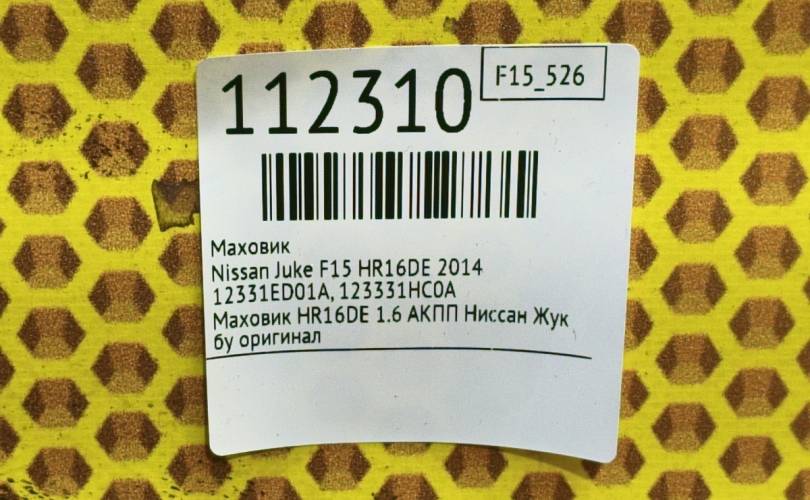 112310
F15_526
Маховик
Nissan Juke F15 HR16DE 2014
12331ED01A, 123331HC0A
Маховик HR16DE 1.6 АКПП Ниссан Жук
бу оригинал